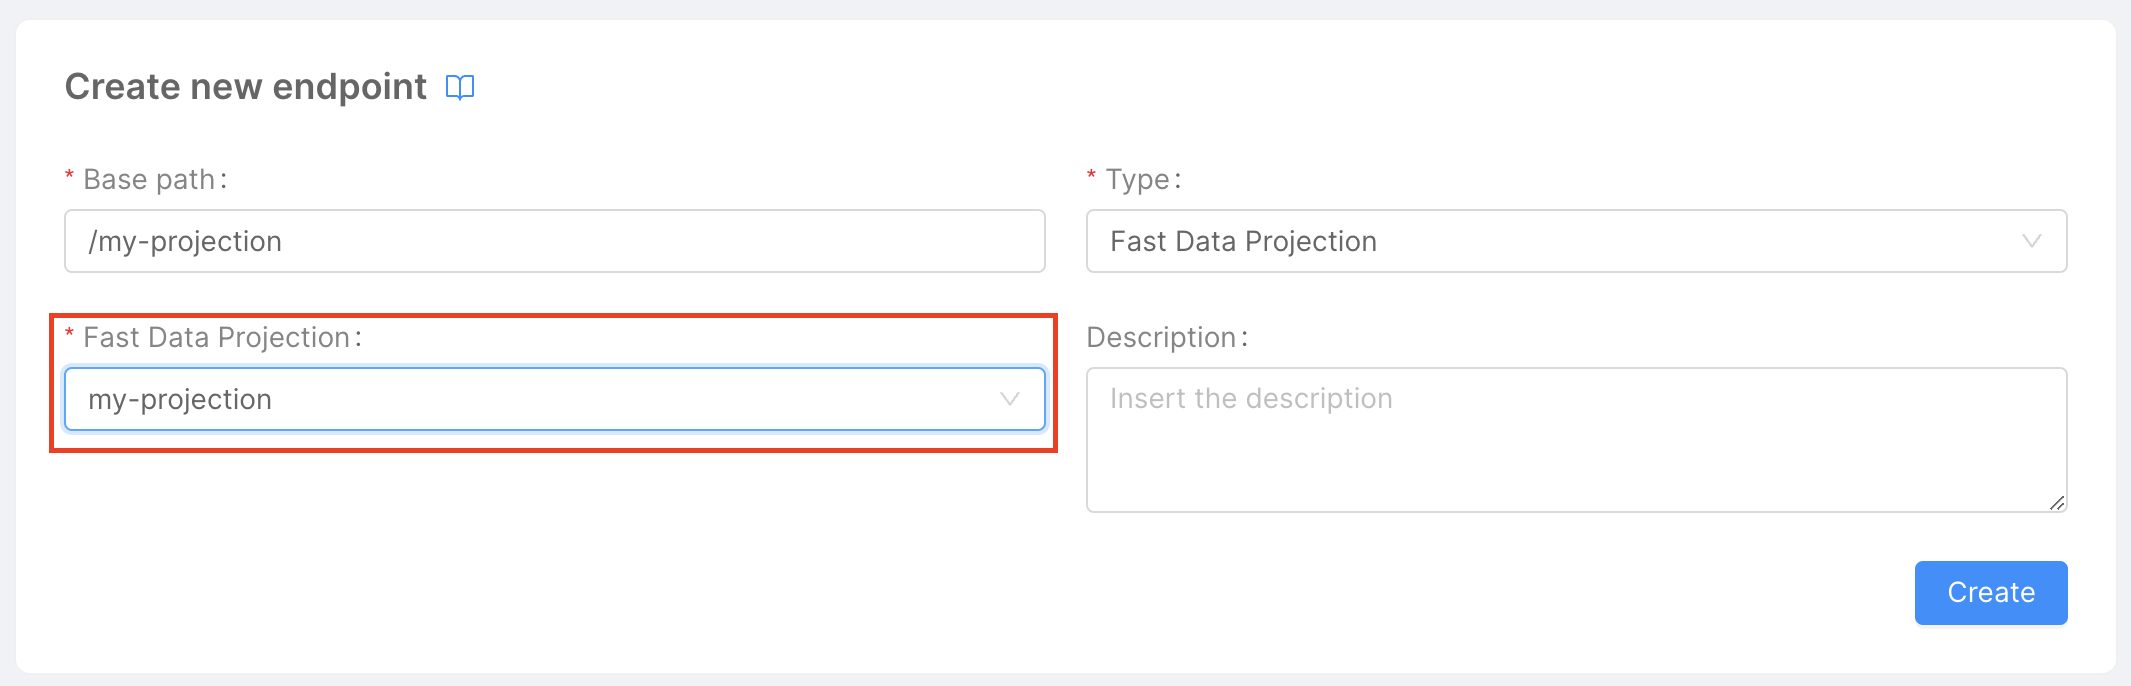 Create new endpoint
* Base path:
/my-projection
* Type:
Fast Data Projection
* Fast Data Projection:
my-projection
Description:
Insert the description
Create